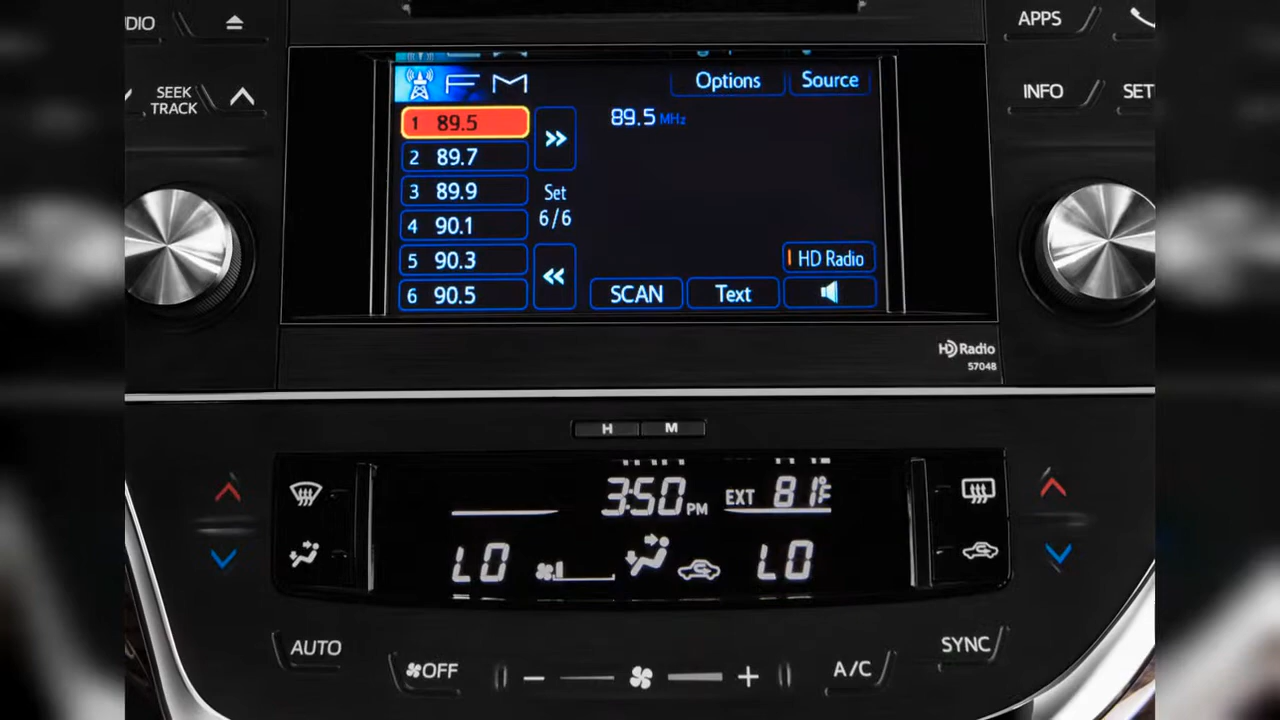 DIO
APPS
SEEK
TRACK
INFO
SET
FM
Options
Source
1 89.5
2 89.7
3 89.9
4 90.1
5 90.3
6 90.5
Set
6/6
89.5 MHz
HD Radio
SCAN
Text
HD Radio
57048
H
M
3:50 PM
EXT 81°F
LO
LO
AUTO
OFF
A/C
SYNC